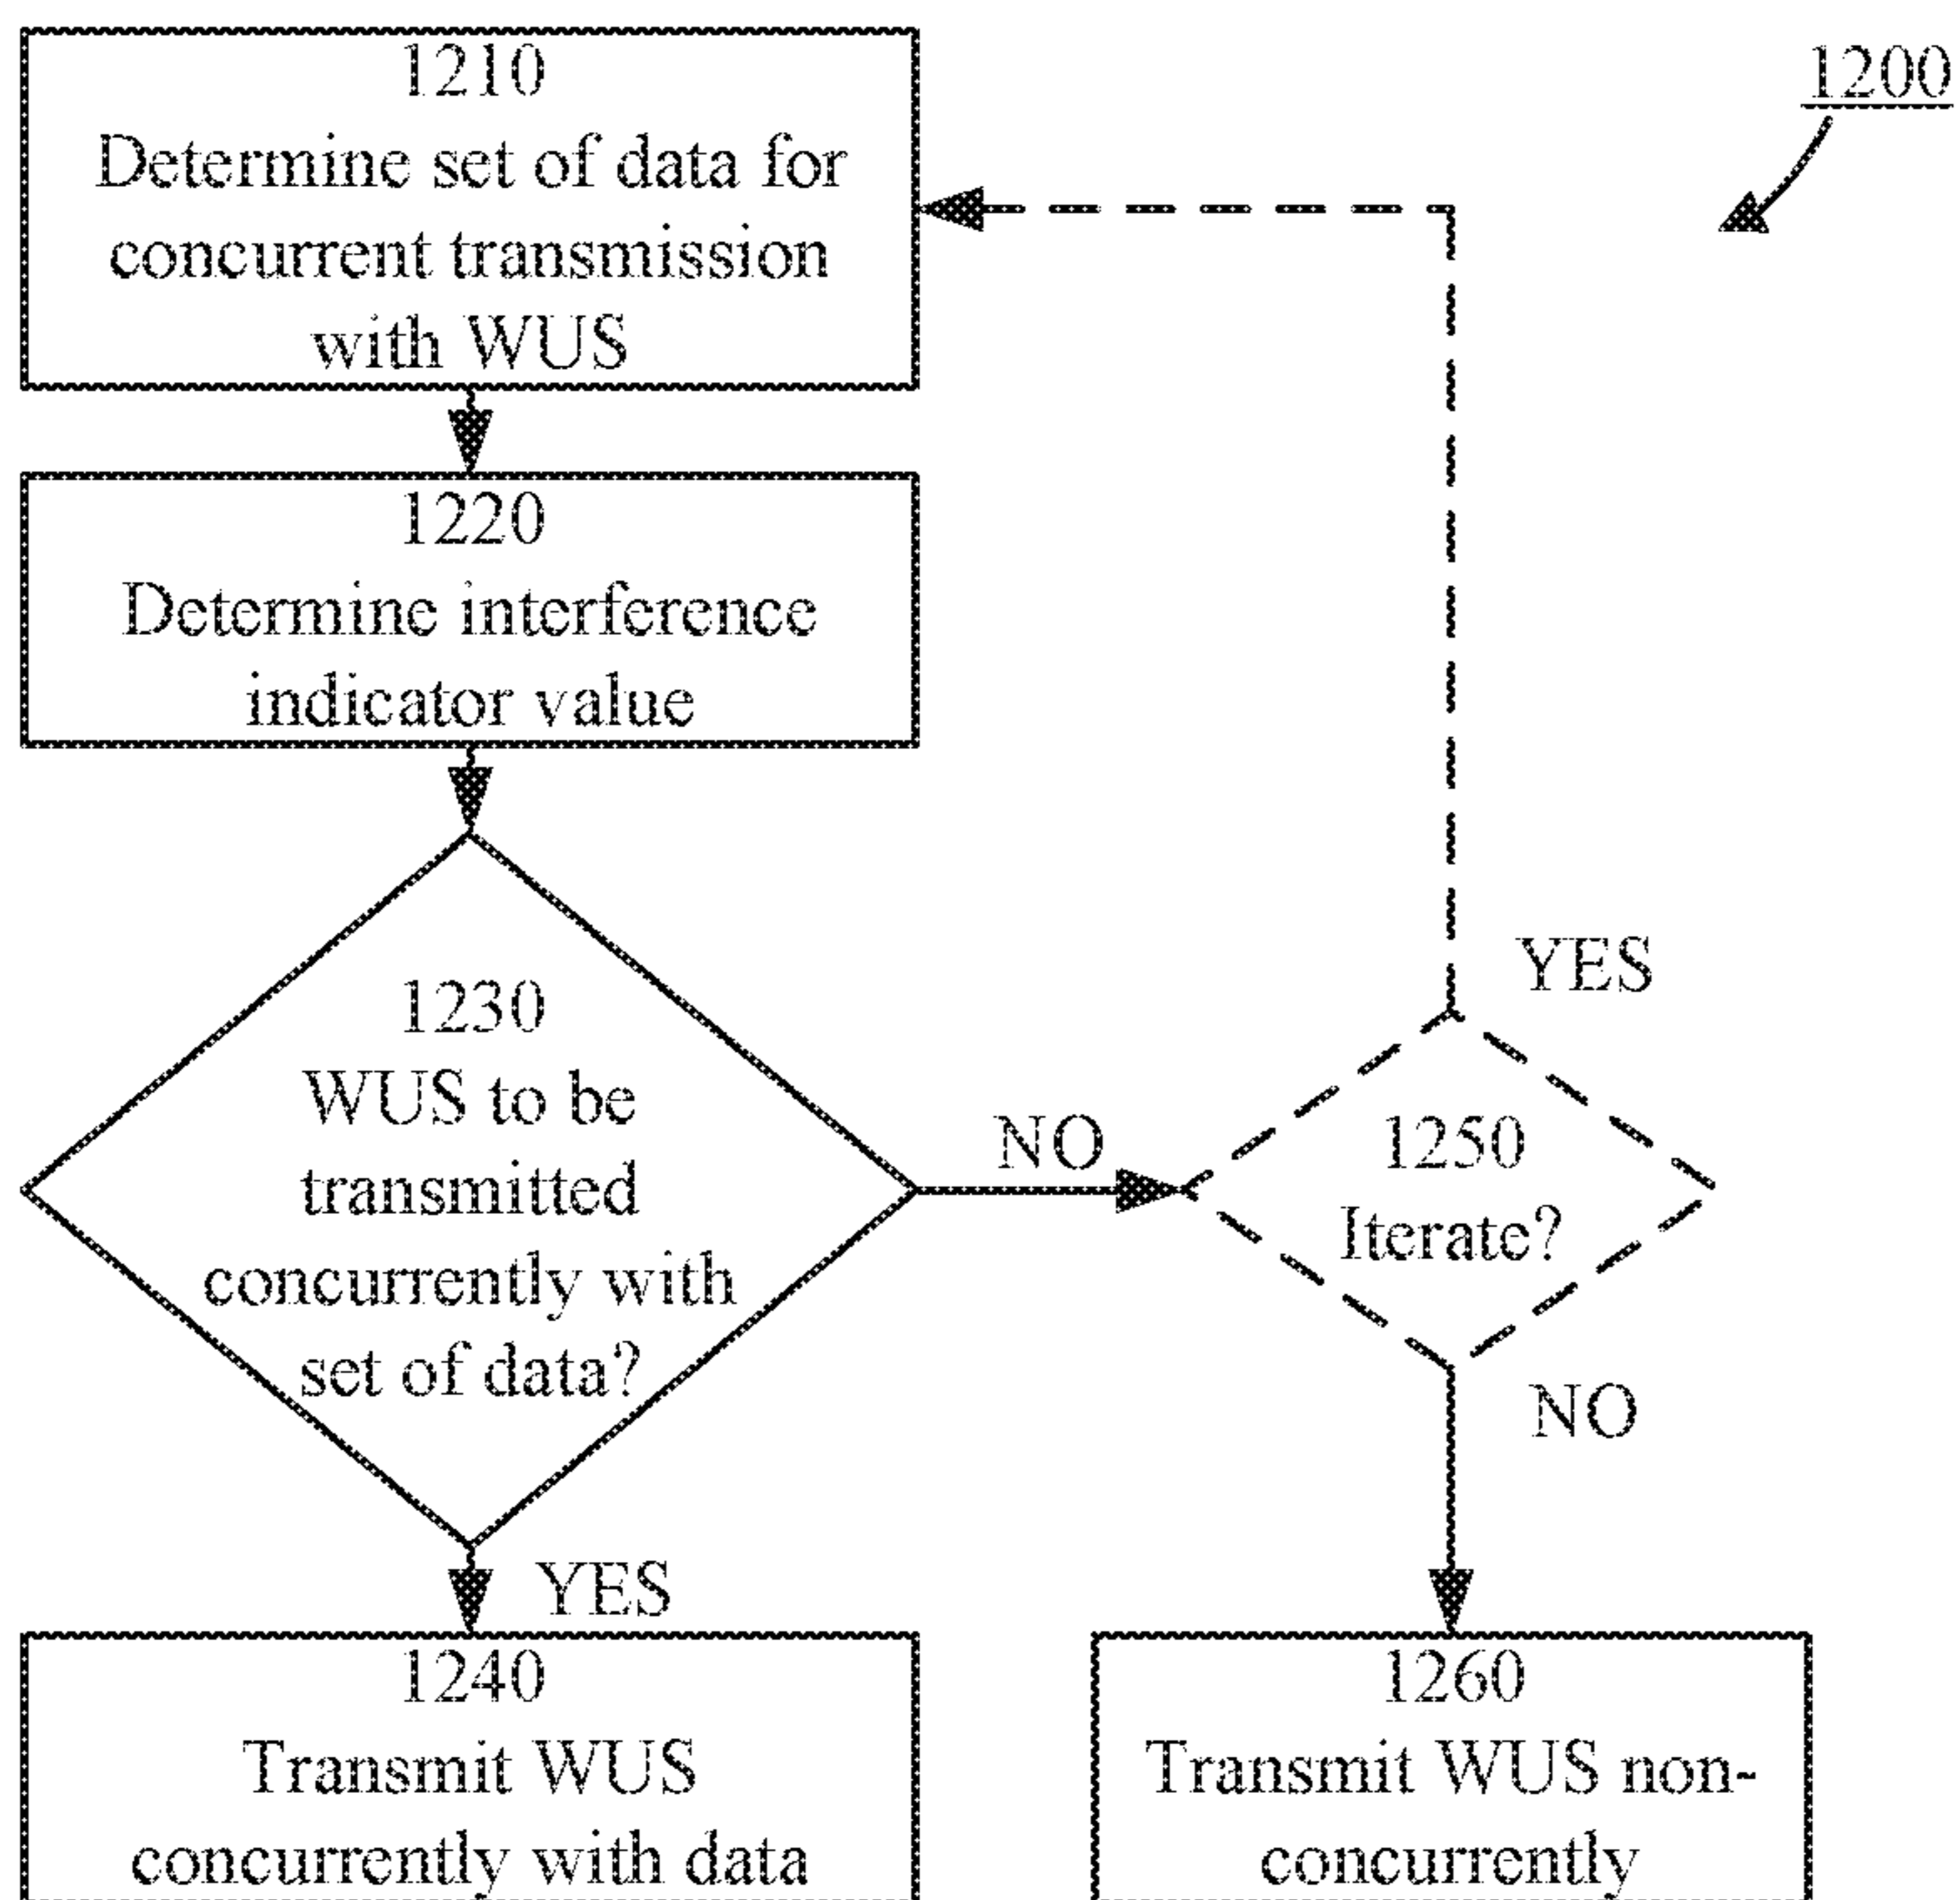 1200
1210
Determine set of data for
concurrent transmission
with WUS
1220
Determine interference
indicator value
1230
WUS to be
transmitted
concurrently with
set of data?
NO
YES
1250
Iterate?
NO
YES
1240
Transmit WUS
concurrently with data
1260
Transmit WUS non-
concurrently